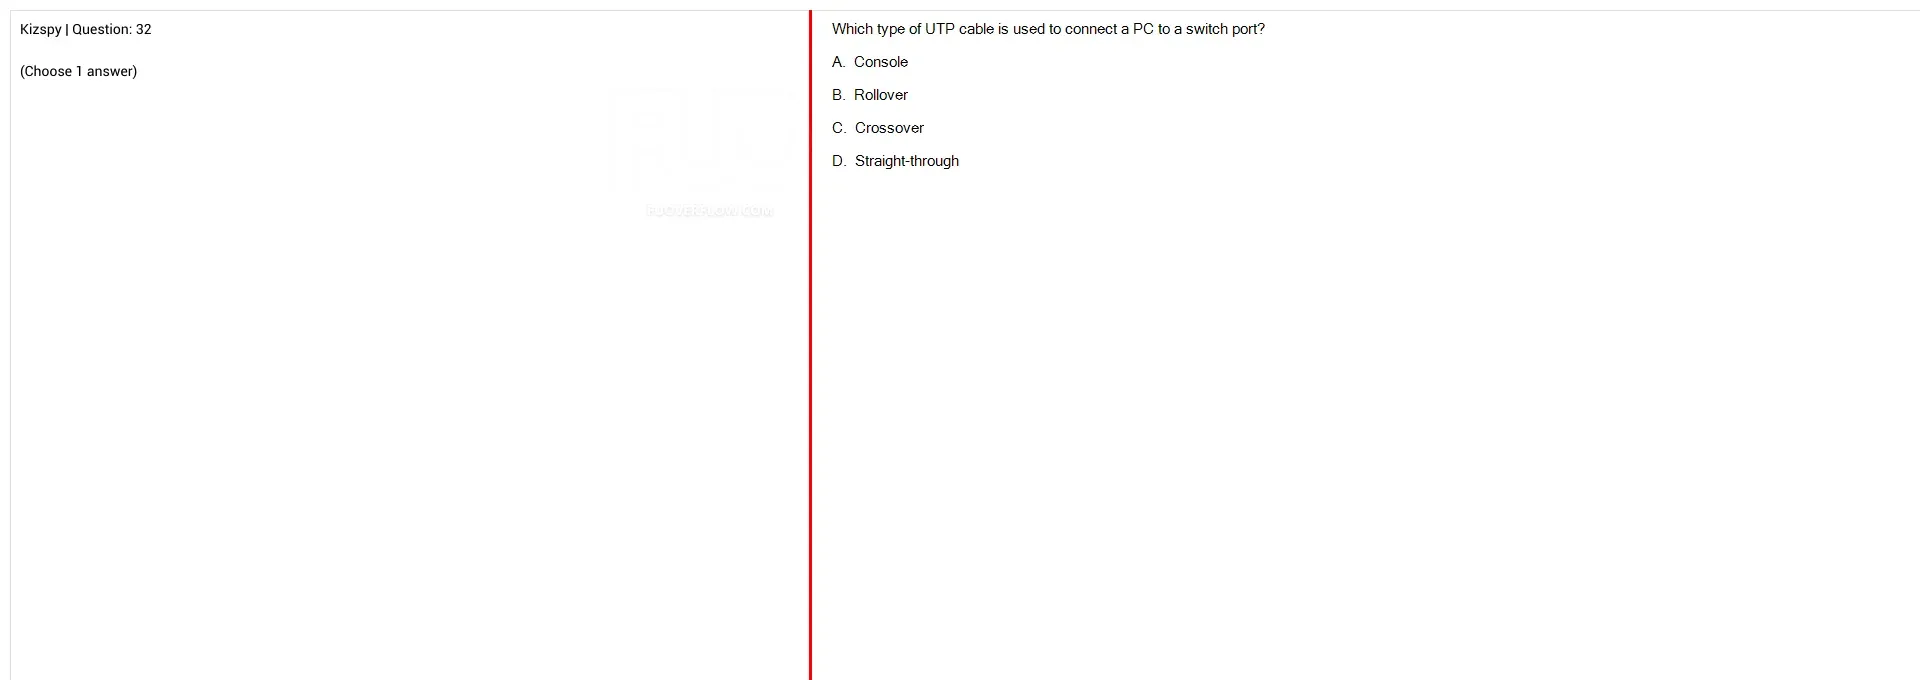 Kizspy | Question: 32
(Choose 1 answer)
Which type of UTP cable is used to connect a PC to a switch port?
A. Console
B. Rollover
C. Crossover
D. Straight-through